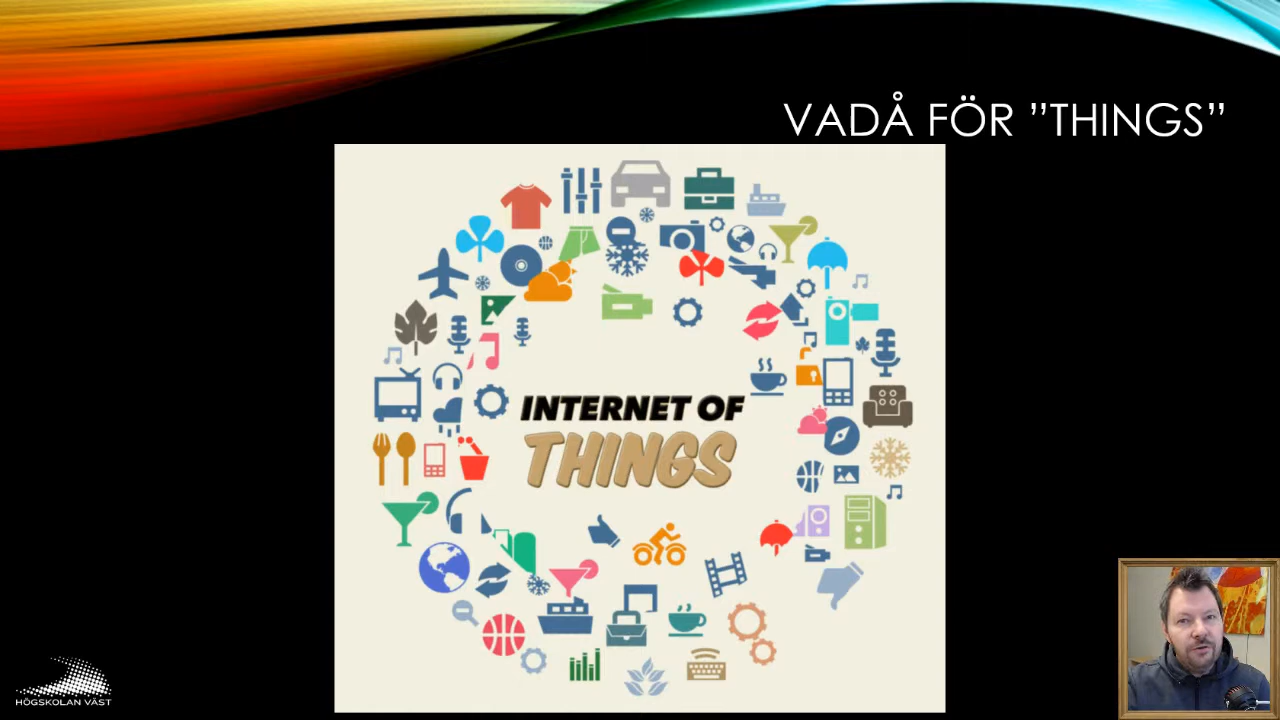 VADÅ FÖR ”THINGS”
INTERNET OF
THINGS
HÖGSKOLAN VÄST